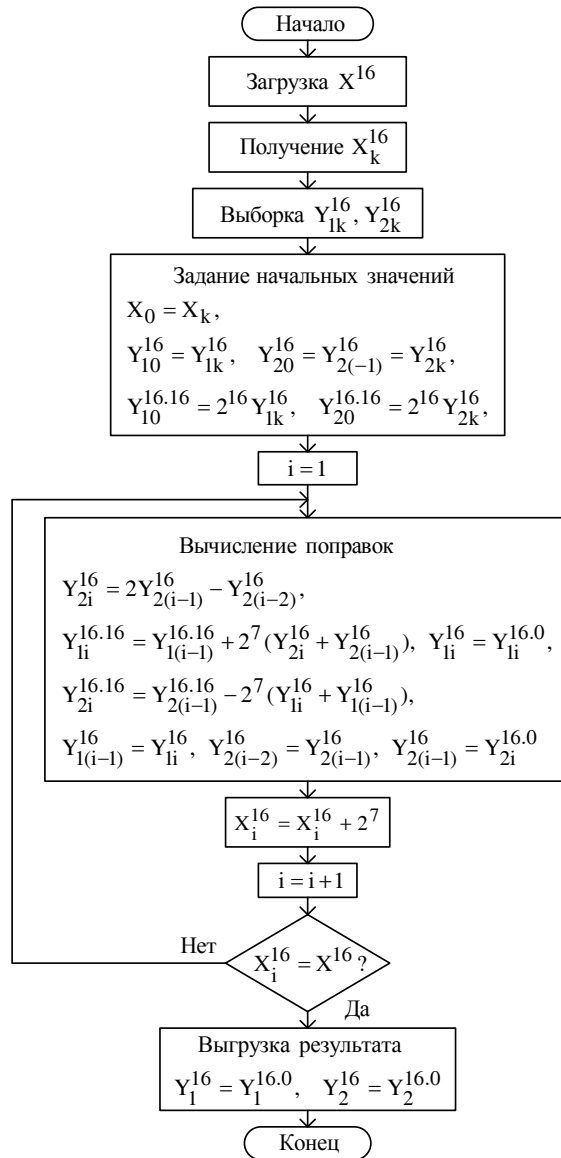 Начало
Загрузка X^16
Получение X_k^16
Выборка Y_1k^16, Y_2k^16
Задание начальных значений
X_0 = X_k,
Y_10^16 = Y_1k^16, Y_20^16 = Y_2(−1)^16 = Y_2k^16,
Y_10^16.16 = 2^16 Y_1k^16, Y_20^16.16 = 2^16 Y_2k^16,
i = 1
Вычисление поправок
Y_2i^16 = 2Y_2(i−1)^16 − Y_2(i−2)^16,
Y_1i^16.16 = Y_1(i−1)^16.16 + 2^7 (Y_2i^16 + Y_2(i−1)^16), Y_1i^16 = Y_1i^16.0,
Y_2i^16.16 = Y_2(i−1)^16.16 − 2^7 (Y_1i^16 + Y_1(i−1)^16),
Y_1(i−1)^16 = Y_1i^16, Y_2(i−2)^16 = Y_2(i−1)^16, Y_2(i−1)^16 = Y_2i^16.0
X_i^16 = X_i^16 + 2^7
i = i+1
Нет
X_i^16 = X^16 ?
Да
Выгрузка результата
Y_1^16 = Y_1^16.0, Y_2^16 = Y_2^16.0
Конец